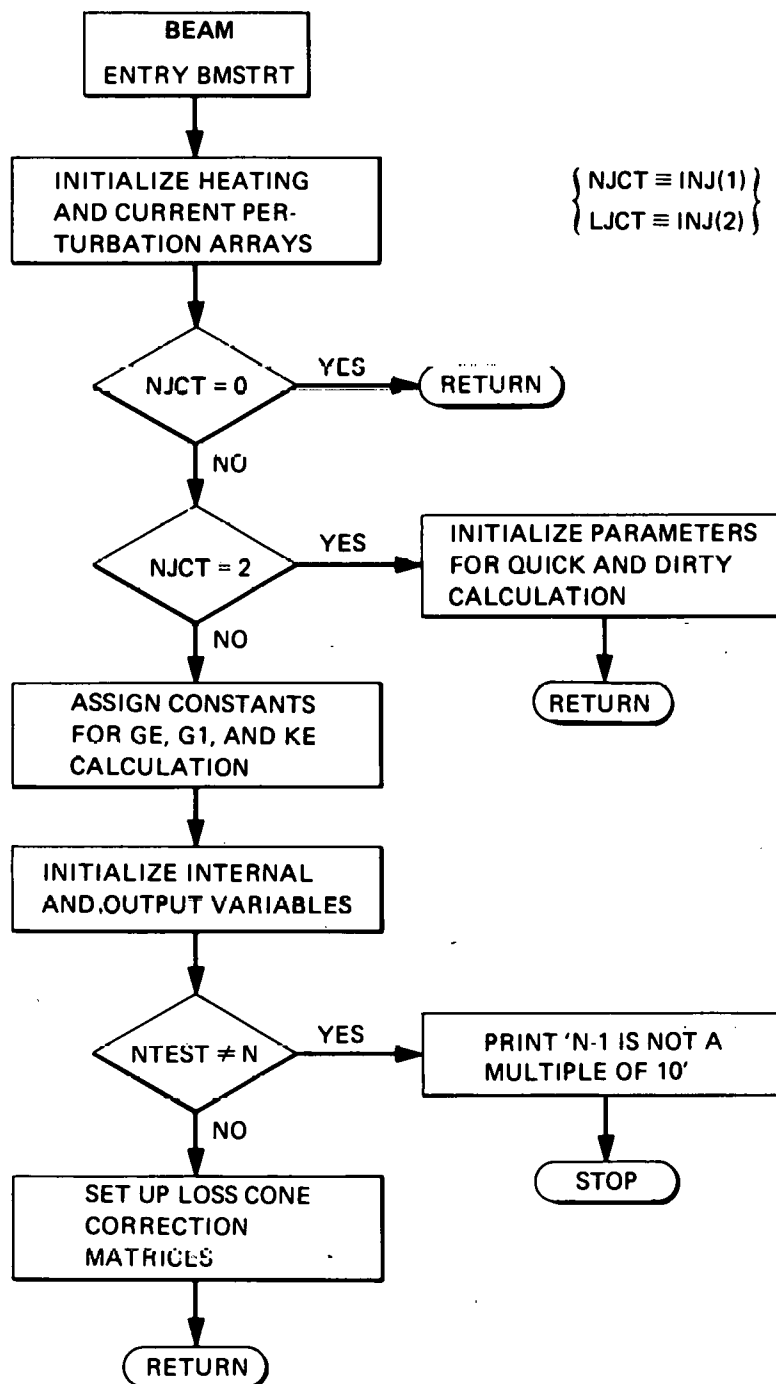 BEAM
ENTRY BMSTRT
INITIALIZE HEATING
AND CURRENT PER-
TURBATION ARRAYS
NJCT ≡ INJ(1)
LJCT ≡ INJ(2)
NJCT = 0
YES
RETURN
NO
NJCT = 2
YES
INITIALIZE PARAMETERS
FOR QUICK AND DIRTY
CALCULATION
RETURN
NO
ASSIGN CONSTANTS
FOR GE, G1, AND KE
CALCULATION
INITIALIZE INTERNAL
AND OUTPUT VARIABLES
NTEST ≠ N
YES
PRINT 'N-1 IS NOT A
MULTIPLE OF 10'
STOP
NO
SET UP LOSS CONE
CORRECTION
MATRICES
RETURN